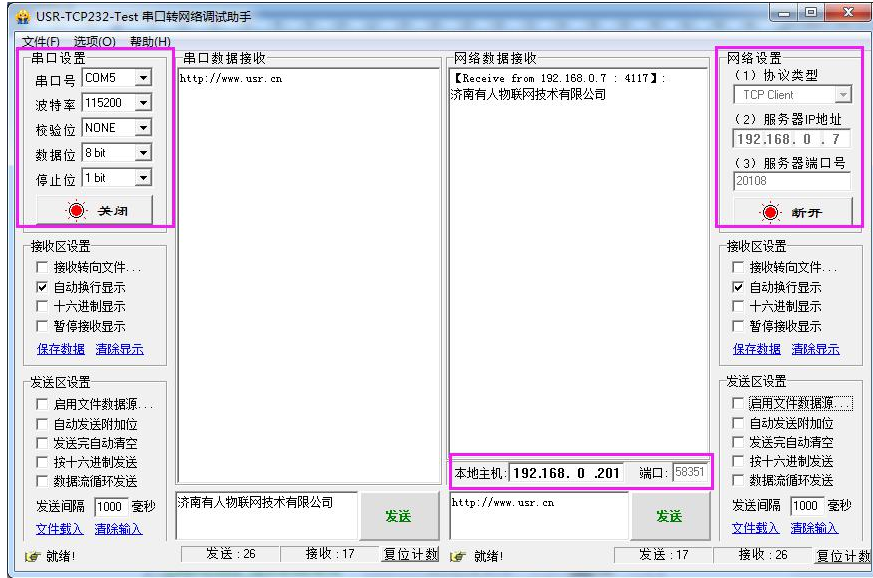 USR-TCP232-Test 串口转网络调试助手
文件(F) 选项(O) 帮助(H)
串口设置
串口号 COM5
波特率 115200
校验位 NONE
数据位 8 bit
停止位 1 bit
关闭
接收区设置
接收转向文件...
自动换行显示
十六进制显示
暂停接收显示
保存数据 清除显示
发送区设置
启用文件数据源...
自动发送附加位
发送完自动清空
按十六进制发送
数据流循环发送
发送间隔 1000 毫秒
文件载入 清除输入
就绪!
串口数据接收
http://www.usr.cn
济南有人物联网技术有限公司
发送
发送 : 26 接收 : 17 复位计数
网络数据接收
【Receive from 192.168.0.7 : 4117】:
济南有人物联网技术有限公司
本地主机: 192.168. 0 .201 端口: 58351
http://www.usr.cn
发送
就绪!
发送 : 17 接收 : 26 复位计数
网络设置
(1) 协议类型
TCP Client
(2) 服务器IP地址
192.168. 0 . 7
(3) 服务器端口号
20108
断开
接收区设置
接收转向文件...
自动换行显示
十六进制显示
暂停接收显示
保存数据 清除显示
发送区设置
启用文件数据源...
自动发送附加位
发送完自动清空
按十六进制发送
数据流循环发送
发送间隔 1000 毫秒
文件载入 清除输入